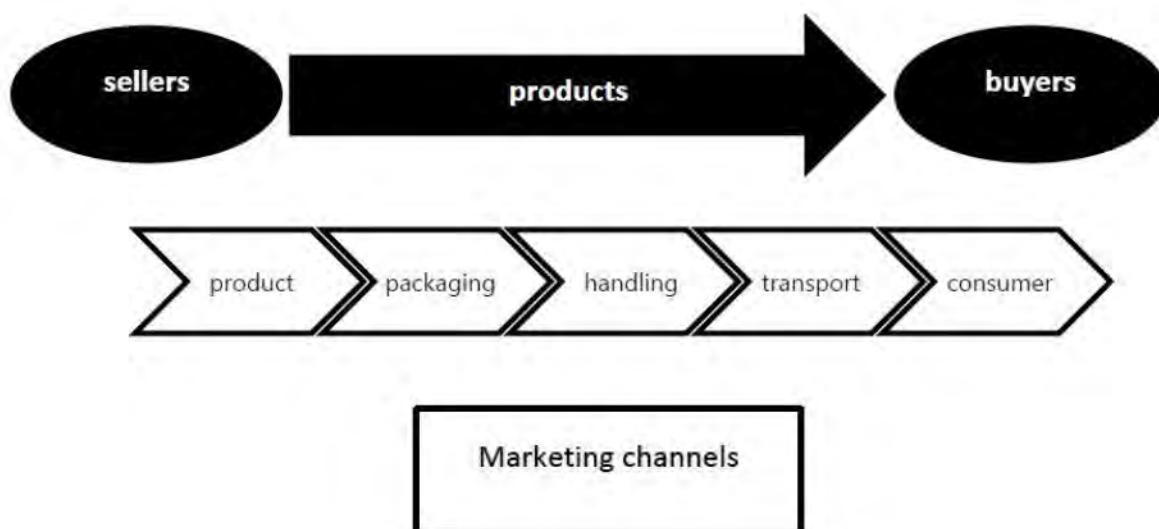 sellers
products
buyers
product
packaging
handling
transport
consumer
Marketing channels